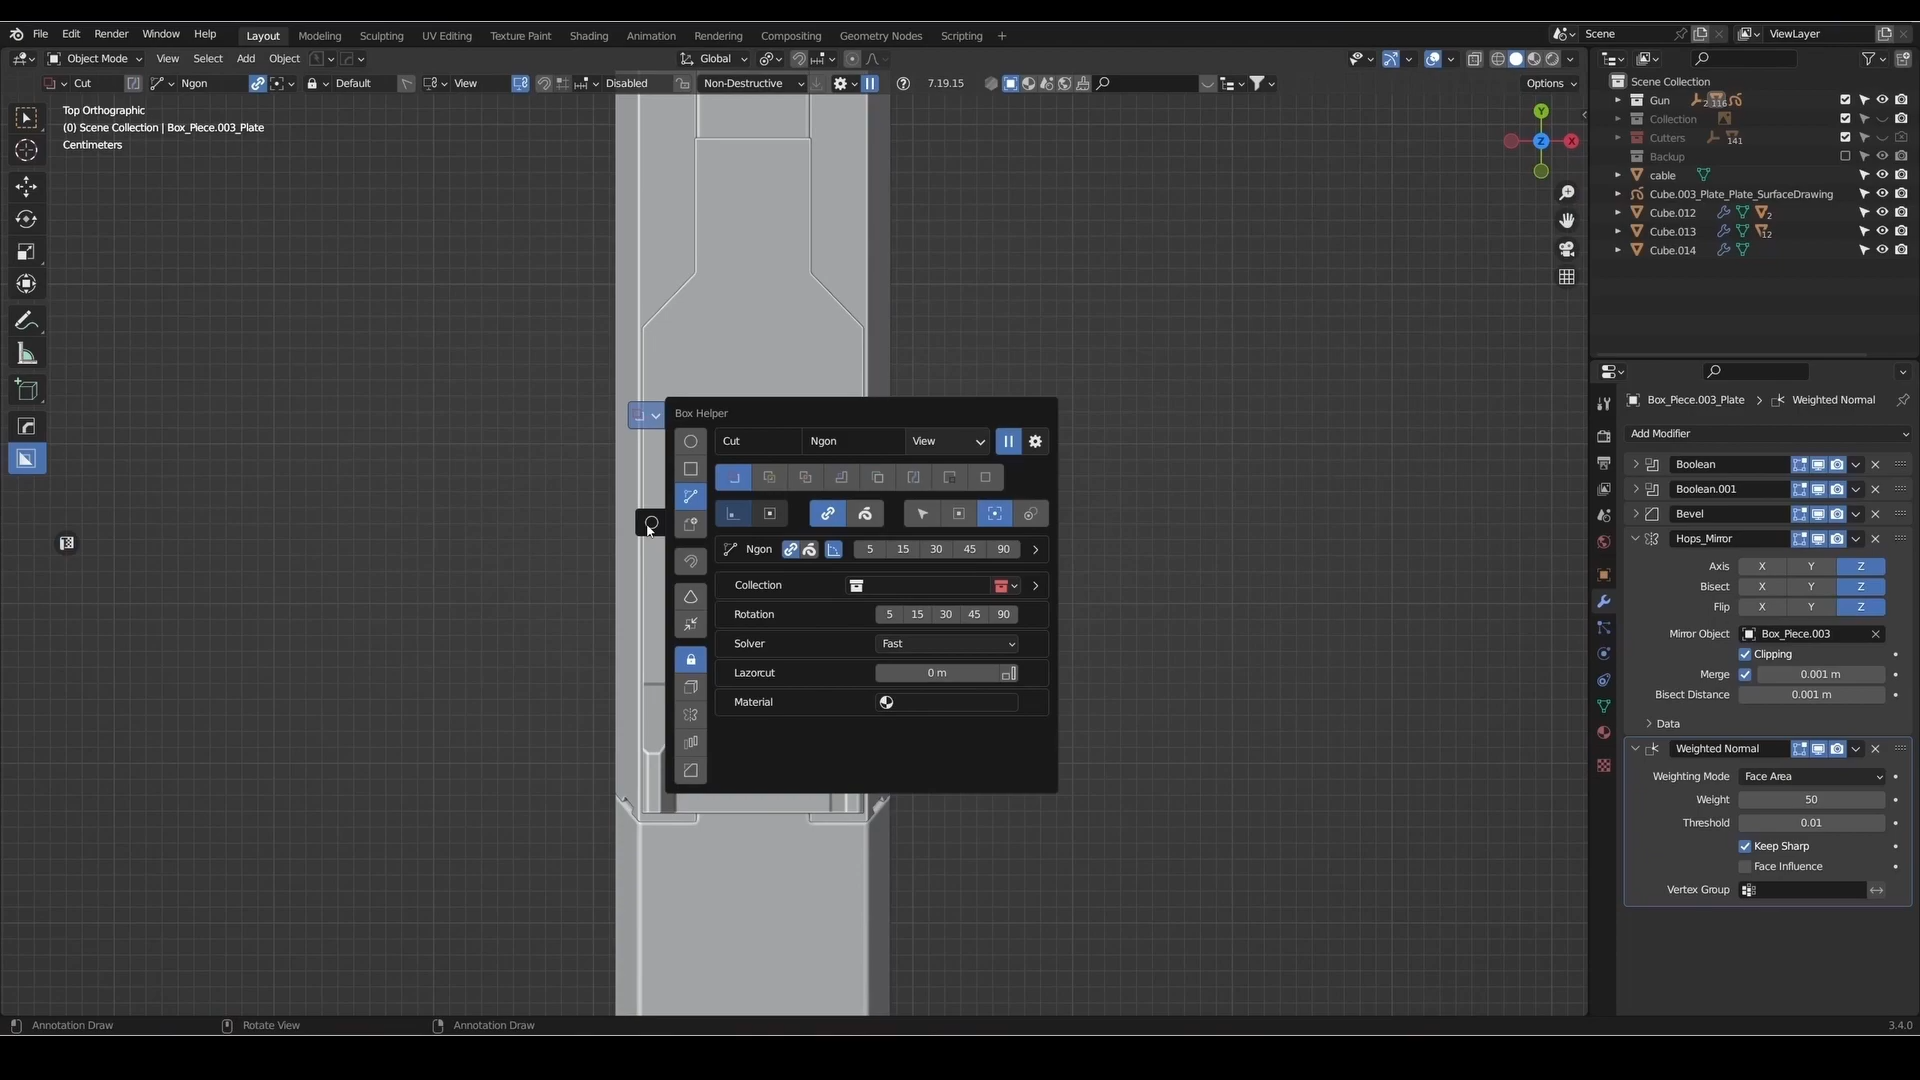 File Edit Render Window Help Layout Modeling Sculpting UV Editing Texture Paint Shading Animation Rendering Compositing Geometry Nodes Scripting + Scene ViewLayer
Object Mode View Select Add Object Global
Cut Ngon Default View Disabled Non-Destructive 7.19.15 Options
Top Orthographic
(0) Scene Collection | Box_Piece.003_Plate
Centimeters
Scene Collection
Gun 2 116
Collection
Cutters 141
Backup
cable
Cube.003_Plate_Plate_SurfaceDrawing
Cube.012 2
Cube.013 12
Cube.014
Y
Z
X
Box Helper
Cut Ngon View
Ngon 5 15 30 45 90
Collection
Rotation 5 15 30 45 90
Solver Fast
Lazorcut 0 m
Material
Box_Piece.003_Plate > Weighted Normal
Add Modifier
Boolean
Boolean.001
Bevel
Hops_Mirror
Axis X Y Z
Bisect X Y Z
Flip X Y Z
Mirror Object Box_Piece.003
Clipping
Merge 0.001 m
Bisect Distance 0.001 m
Data
Weighted Normal
Weighting Mode Face Area
Weight 50
Threshold 0.01
Keep Sharp
Face Influence
Vertex Group
Annotation Draw Rotate View Annotation Draw 3.4.0